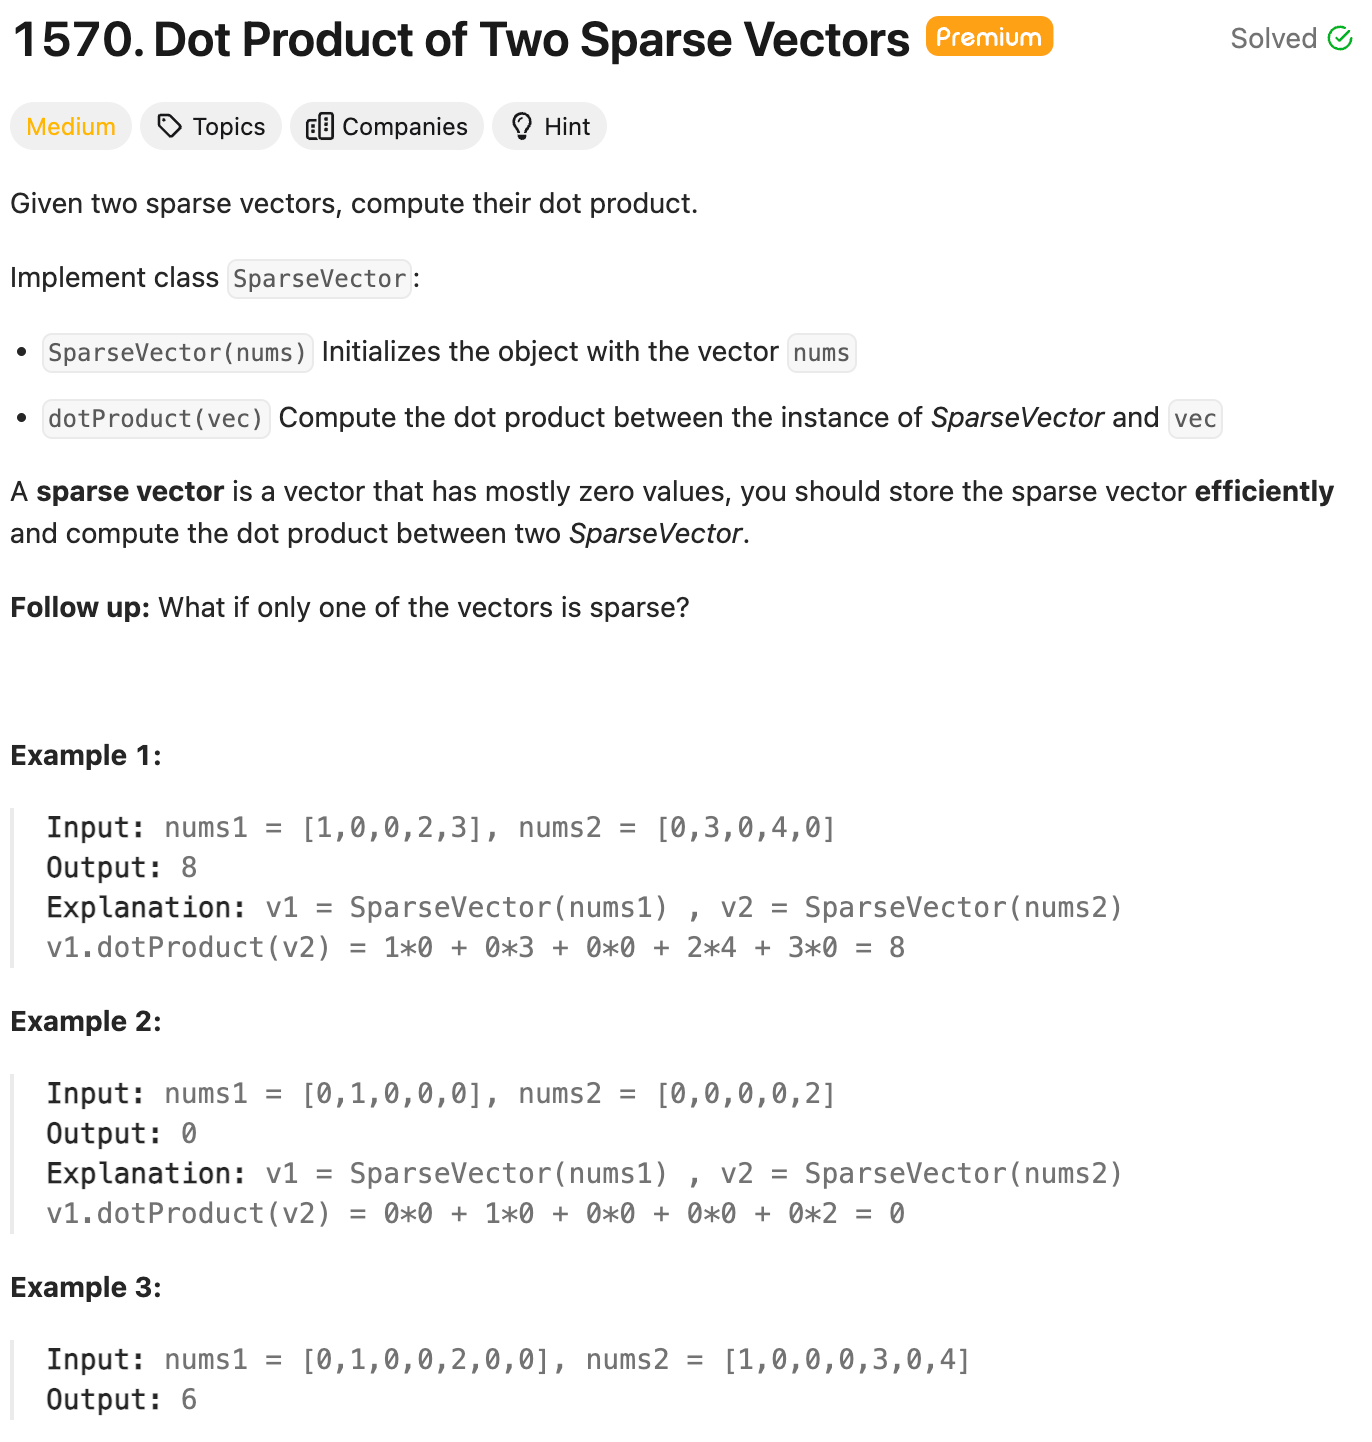 1570. Dot Product of Two Sparse Vectors Premium Solved
Medium Topics Companies Hint
Given two sparse vectors, compute their dot product.
Implement class SparseVector:
• SparseVector(nums) Initializes the object with the vector nums
• dotProduct(vec) Compute the dot product between the instance of SparseVector and vec
A sparse vector is a vector that has mostly zero values, you should store the sparse vector efficiently
and compute the dot product between two SparseVector.
Follow up: What if only one of the vectors is sparse?
Example 1:
Input: nums1 = [1,0,0,2,3], nums2 = [0,3,0,4,0]
Output: 8
Explanation: v1 = SparseVector(nums1) , v2 = SparseVector(nums2)
v1.dotProduct(v2) = 1*0 + 0*3 + 0*0 + 2*4 + 3*0 = 8
Example 2:
Input: nums1 = [0,1,0,0,0], nums2 = [0,0,0,0,2]
Output: 0
Explanation: v1 = SparseVector(nums1) , v2 = SparseVector(nums2)
v1.dotProduct(v2) = 0*0 + 1*0 + 0*0 + 0*0 + 0*2 = 0
Example 3:
Input: nums1 = [0,1,0,0,2,0,0], nums2 = [1,0,0,0,3,0,4]
Output: 6